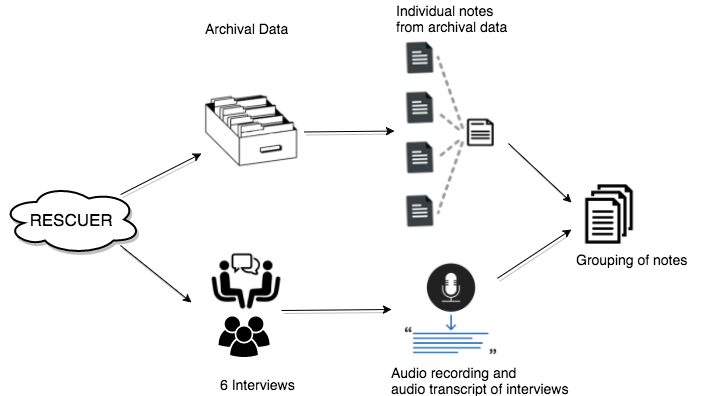 Archival Data
Individual notes
from archival data
RESCUER
Grouping of notes
6 Interviews
“
”
Audio recording and
audio transcript of interviews